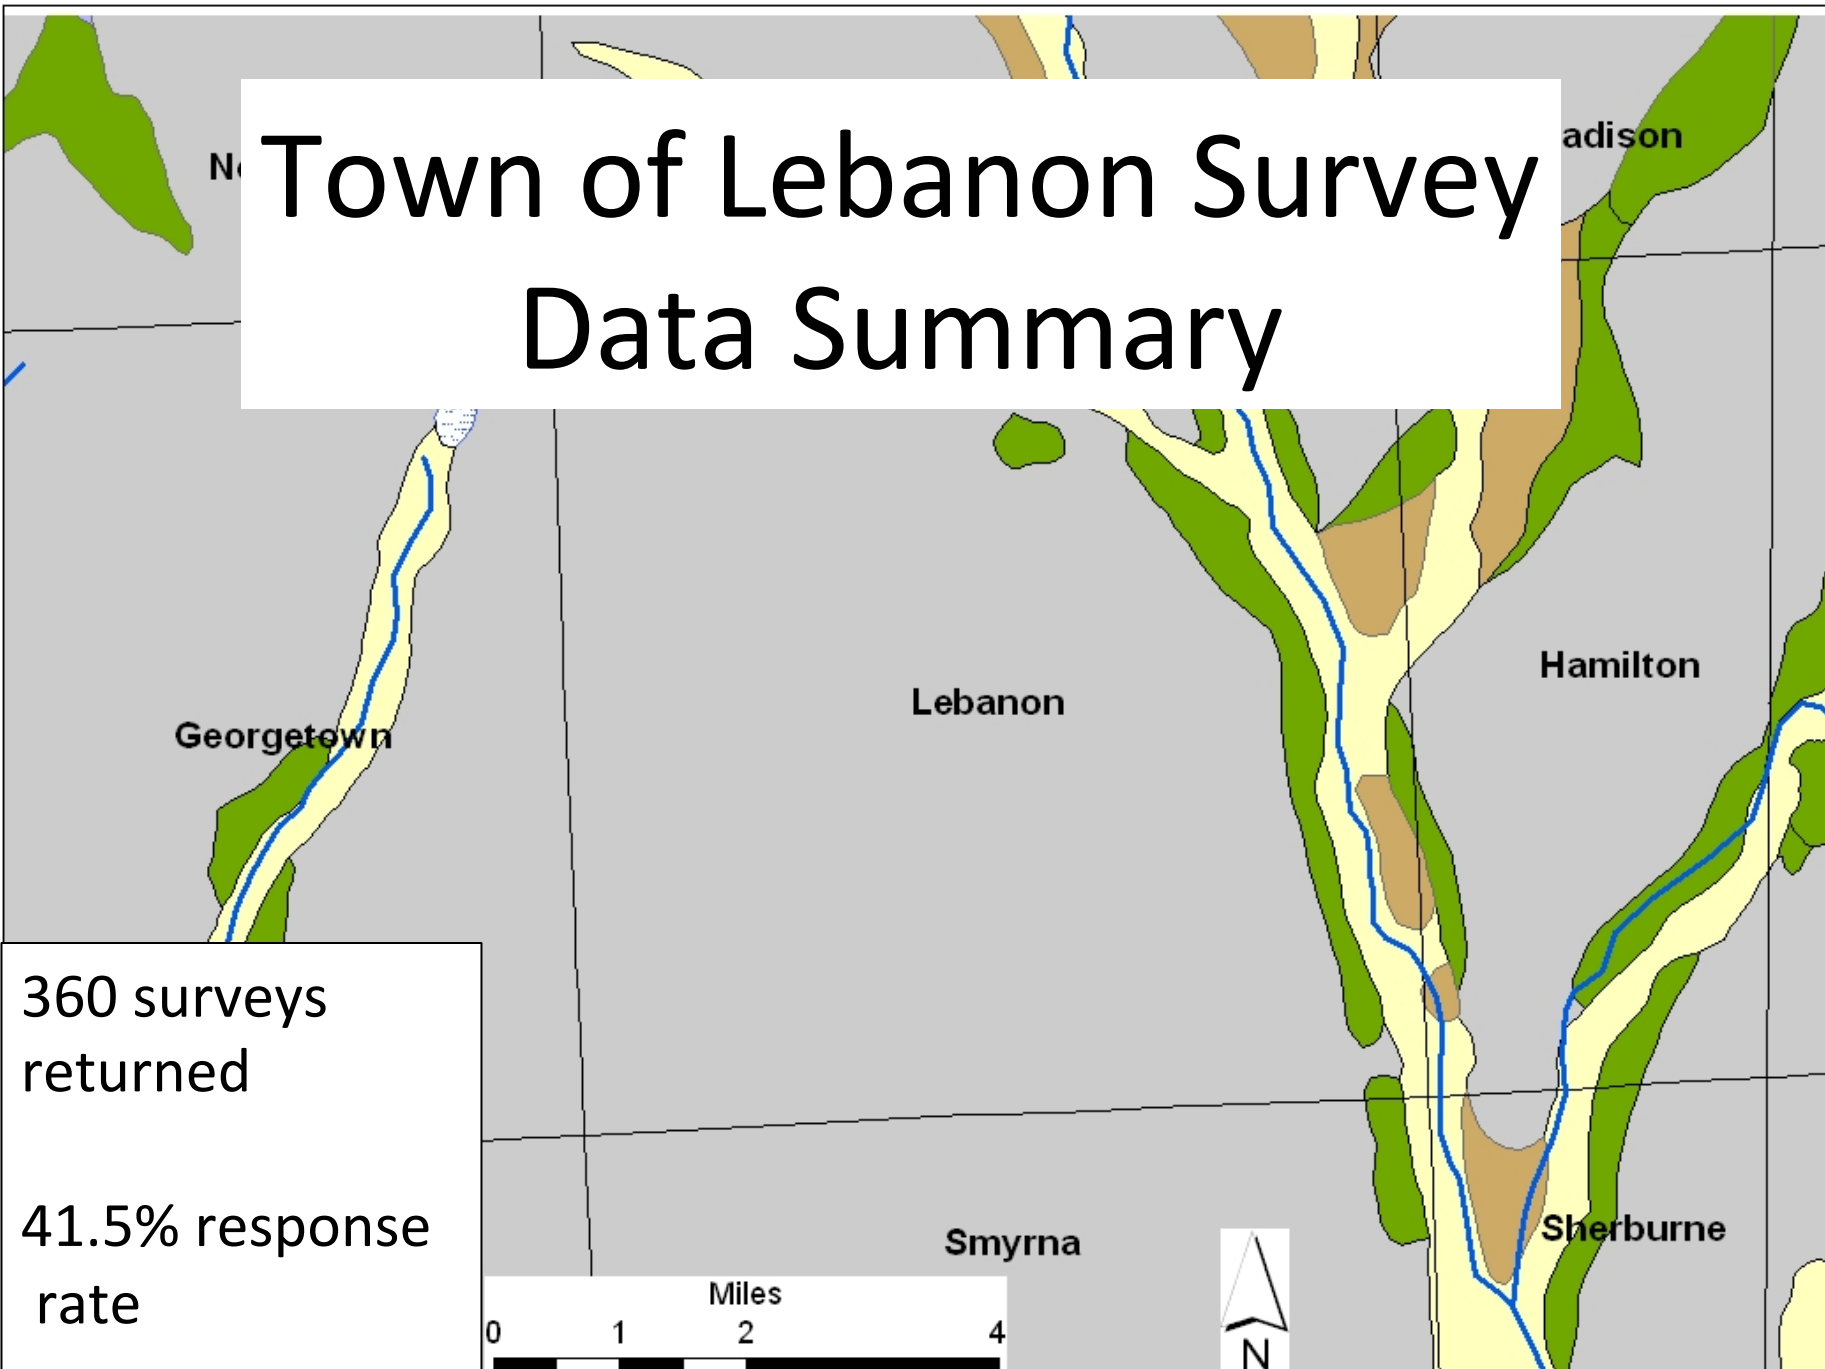 Town of Lebanon Survey
Data Summary
adison
Hamilton
Lebanon
Georgetown
360 surveys
returned
41.5% response
rate
Smyrna
Sherburne
Miles
0 1 2 4
N